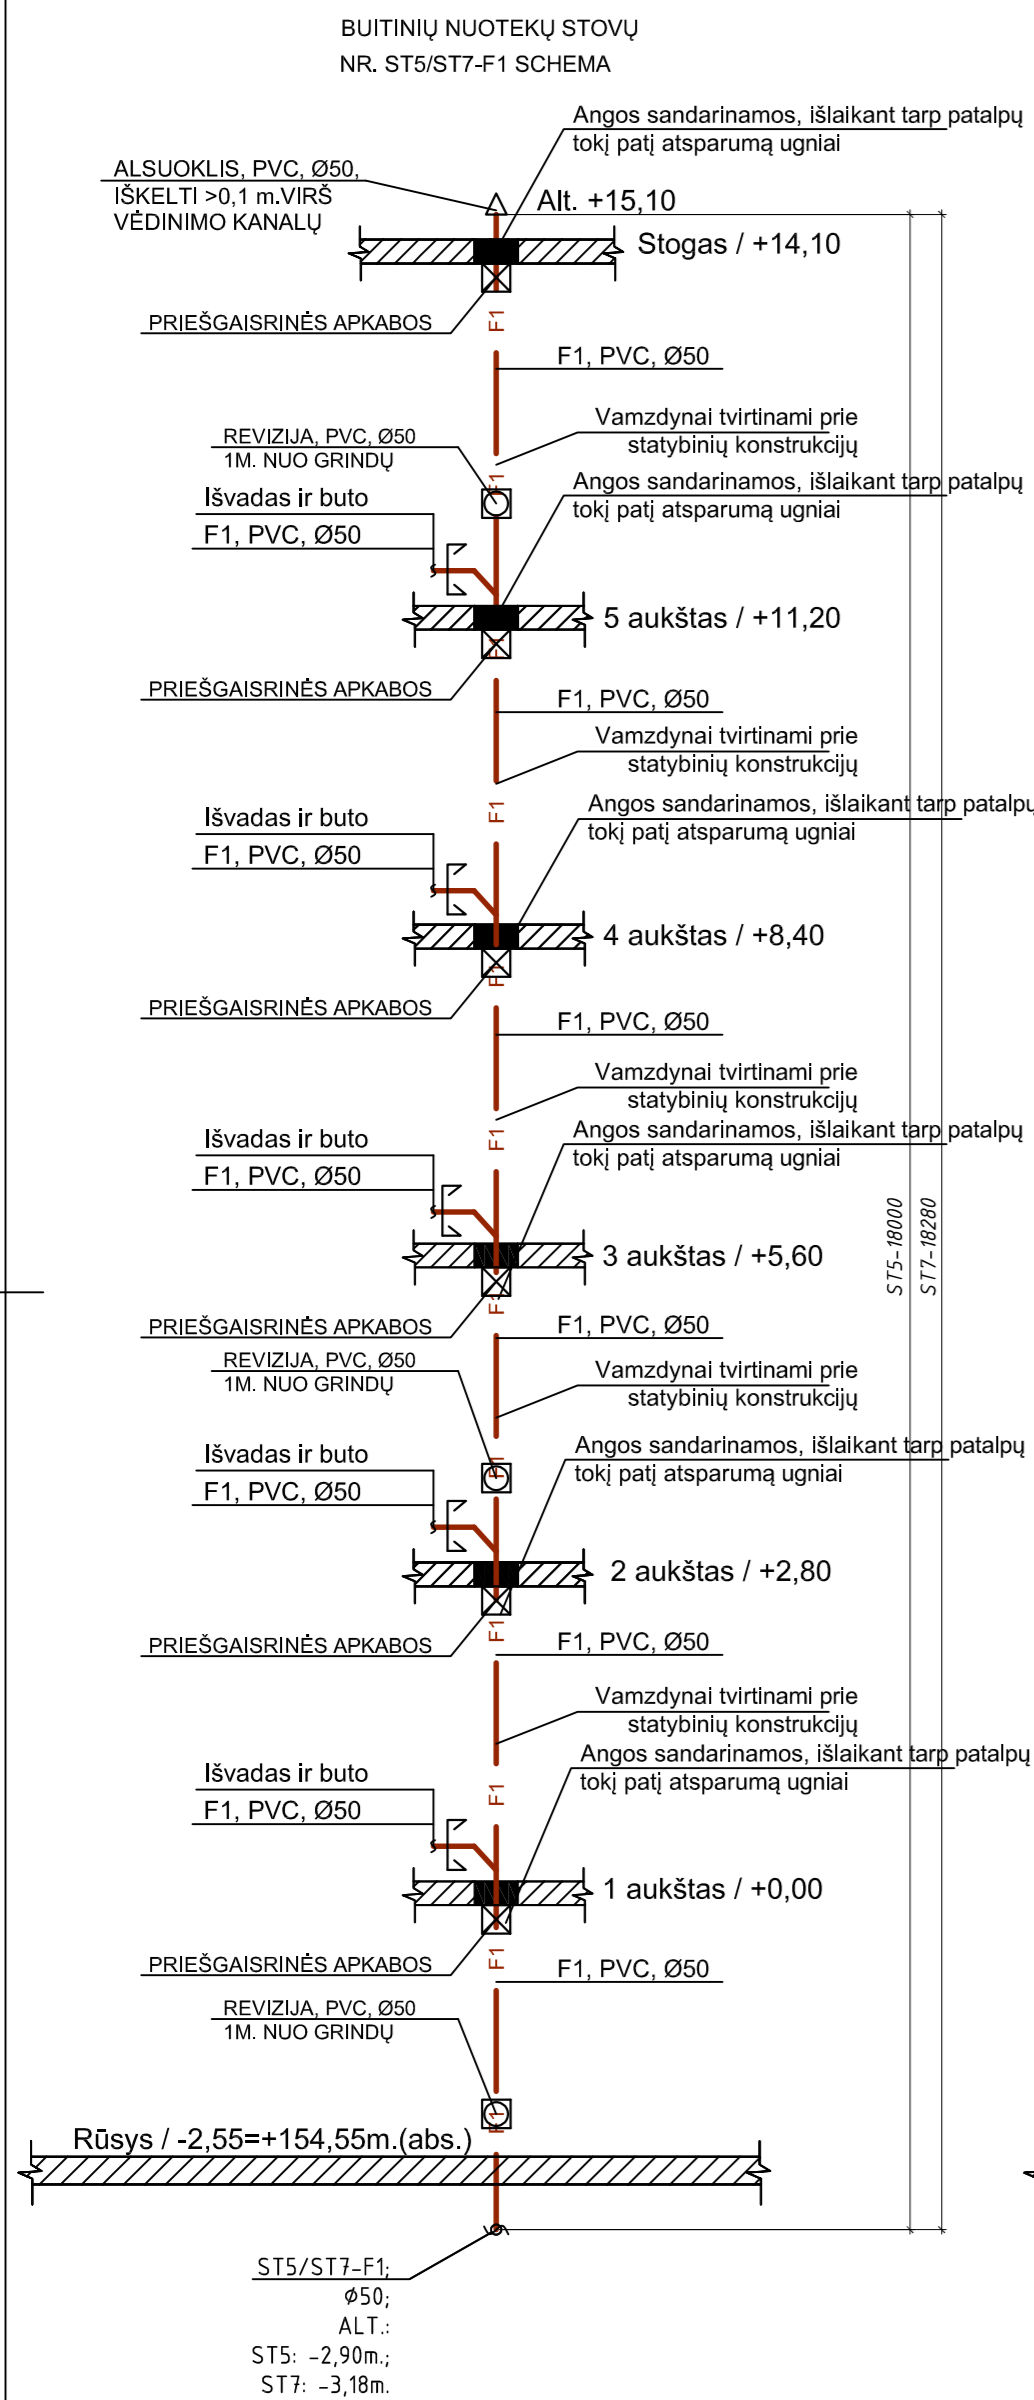 BUITINIŲ NUOTEKŲ STOVŲ
NR. ST5/ST7-F1 SCHEMA
Angos sandarinamos, išlaikant tarp patalpų
tokį patį atsparumą ugniai
ALSUOKLIS, PVC, Ø50,
IŠKELTI >0,1 m.VIRŠ
VĖDINIMO KANALŲ
Alt. +15,10
Stogas / +14,10
PRIEŠGAISRINĖS APKABOS
F1
F1, PVC, Ø50
Vamzdynai tvirtinami prie
statybinių konstrukcijų
REVIZIJA, PVC, Ø50
1M. NUO GRINDŲ
F1
Angos sandarinamos, išlaikant tarp patalpų
tokį patį atsparumą ugniai
Išvadas ir buto
F1, PVC, Ø50
5 aukštas / +11,20
F1
PRIEŠGAISRINĖS APKABOS
F1, PVC, Ø50
Vamzdynai tvirtinami prie
statybinių konstrukcijų
F1
Angos sandarinamos, išlaikant tarp patalpų
tokį patį atsparumą ugniai
Išvadas ir buto
F1, PVC, Ø50
4 aukštas / +8,40
F1
PRIEŠGAISRINĖS APKABOS
F1, PVC, Ø50
Vamzdynai tvirtinami prie
statybinių konstrukcijų
F1
Angos sandarinamos, išlaikant tarp patalpų
tokį patį atsparumą ugniai
Išvadas ir buto
F1, PVC, Ø50
3 aukštas / +5,60
ST5-18000
ST7-18280
F1
PRIEŠGAISRINĖS APKABOS
F1, PVC, Ø50
REVIZIJA, PVC, Ø50
1M. NUO GRINDŲ
Vamzdynai tvirtinami prie
statybinių konstrukcijų
F1
Angos sandarinamos, išlaikant tarp patalpų
tokį patį atsparumą ugniai
Išvadas ir buto
F1, PVC, Ø50
2 aukštas / +2,80
F1
PRIEŠGAISRINĖS APKABOS
F1, PVC, Ø50
Vamzdynai tvirtinami prie
statybinių konstrukcijų
F1
Angos sandarinamos, išlaikant tarp patalpų
tokį patį atsparumą ugniai
Išvadas ir buto
F1, PVC, Ø50
1 aukštas / +0,00
F1
PRIEŠGAISRINĖS APKABOS
F1, PVC, Ø50
REVIZIJA, PVC, Ø50
1M. NUO GRINDŲ
F1
Rūsys / -2,55=+154,55m.(abs.)
ST5/ST7-F1;
Ø50;
ALT.:
ST5: -2,90m.;
ST7: -3,18m.